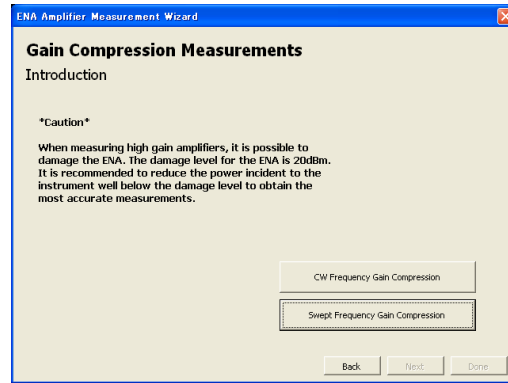 ENA Amplifier Measurement Wizard
Gain Compression Measurements
Introduction
*Caution*
When measuring high gain amplifiers, it is possible to
damage the ENA. The damage level for the ENA is 20dBm.
It is recommended to reduce the power incident to the
instrument well below the damage level to obtain the
most accurate measurements.
CW Frequency Gain Compression
Swept Frequency Gain Compression
Back Next Done